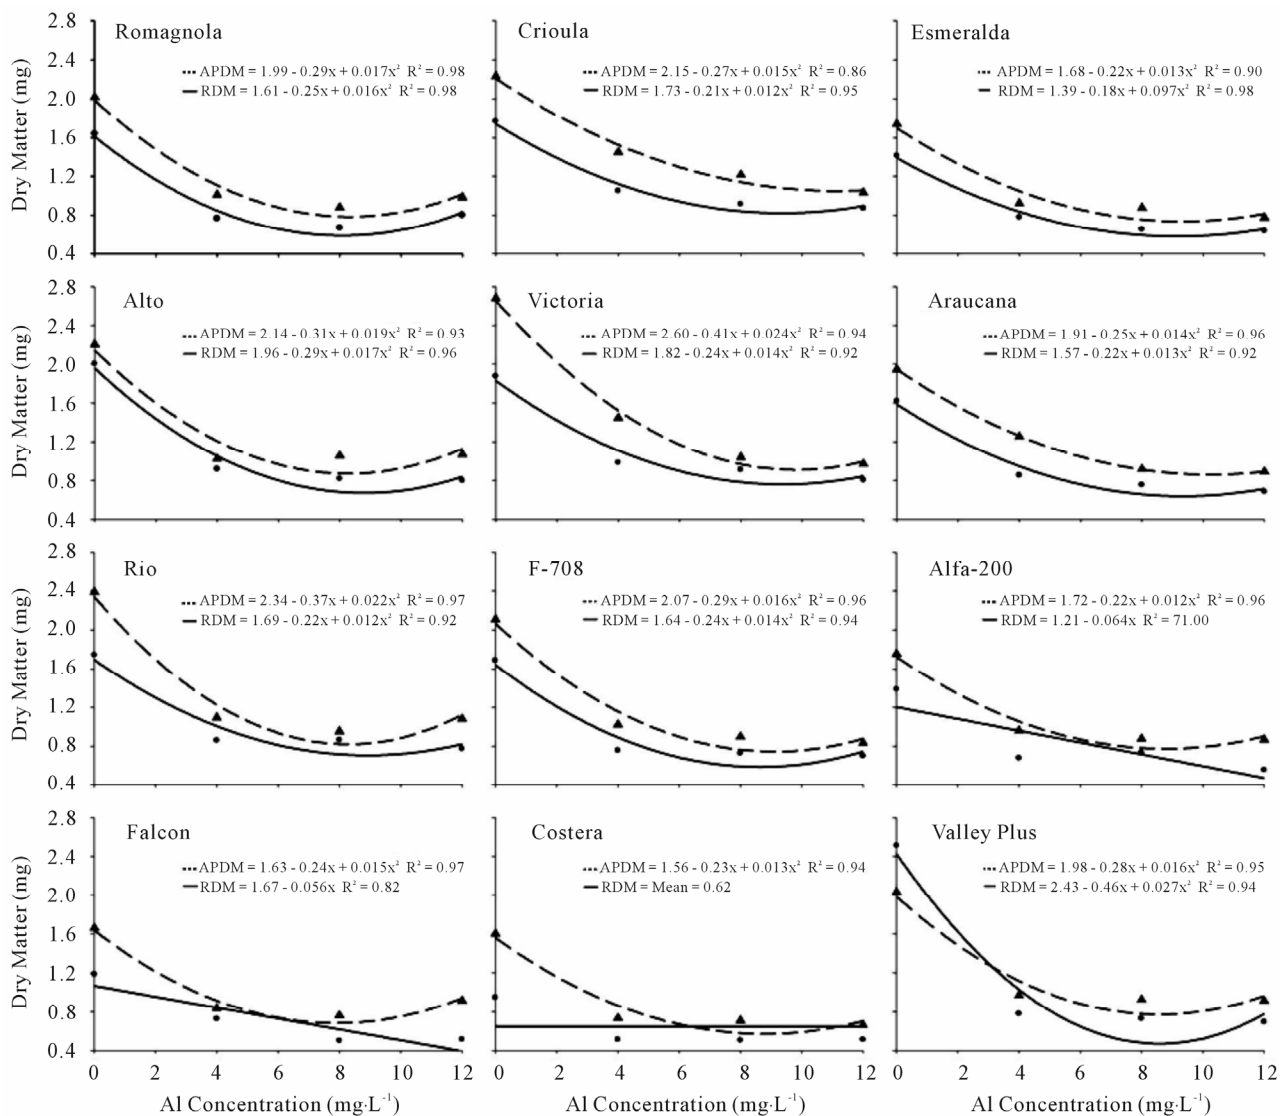 Romagnola
APDM = 1.99 - 0.29x + 0.017x² R² = 0.98
RDM = 1.61 - 0.25x + 0.016x² R² = 0.98
Crioula
APDM = 2.15 - 0.27x + 0.015x² R² = 0.86
RDM = 1.73 - 0.21x + 0.012x² R² = 0.95
Esmeralda
APDM = 1.68 - 0.22x + 0.013x² R² = 0.90
RDM = 1.39 - 0.18x + 0.097x² R² = 0.98
Dry Matter (mg)
2.8
2.4
2.0
1.6
1.2
0.8
0.4
Alto
APDM = 2.14 - 0.31x + 0.019x² R² = 0.93
RDM = 1.96 - 0.29x + 0.017x² R² = 0.96
Victoria
APDM = 2.60 - 0.41x + 0.024x² R² = 0.94
RDM = 1.82 - 0.24x + 0.014x² R² = 0.92
Araucana
APDM = 1.91 - 0.25x + 0.014x² R² = 0.96
RDM = 1.57 - 0.22x + 0.013x² R² = 0.92
Dry Matter (mg)
2.8
2.4
2.0
1.6
1.2
0.8
0.4
Rio
APDM = 2.34 - 0.37x + 0.022x² R² = 0.97
RDM = 1.69 - 0.22x + 0.012x² R² = 0.92
F-708
APDM = 2.07 - 0.29x + 0.016x² R² = 0.96
RDM = 1.64 - 0.24x + 0.014x² R² = 0.94
Alfa-200
APDM = 1.72 - 0.22x + 0.012x² R² = 0.96
RDM = 1.21 - 0.064x R² = 71.00
Dry Matter (mg)
2.8
2.4
2.0
1.6
1.2
0.8
0.4
Falcon
APDM = 1.63 - 0.24x + 0.015x² R² = 0.97
RDM = 1.67 - 0.056x R² = 0.82
Costera
APDM = 1.56 - 0.23x + 0.013x² R² = 0.94
RDM = Mean = 0.62
Valley Plus
APDM = 1.98 - 0.28x + 0.016x² R² = 0.95
RDM = 2.43 - 0.46x + 0.027x² R² = 0.94
Dry Matter (mg)
2.8
2.4
2.0
1.6
1.2
0.8
0.4
0 2 4 6 8 10 12
0 2 4 6 8 10 12
0 2 4 6 8 10 12
Al Concentration (mg·L⁻¹)
Al Concentration (mg·L⁻¹)
Al Concentration (mg·L⁻¹)